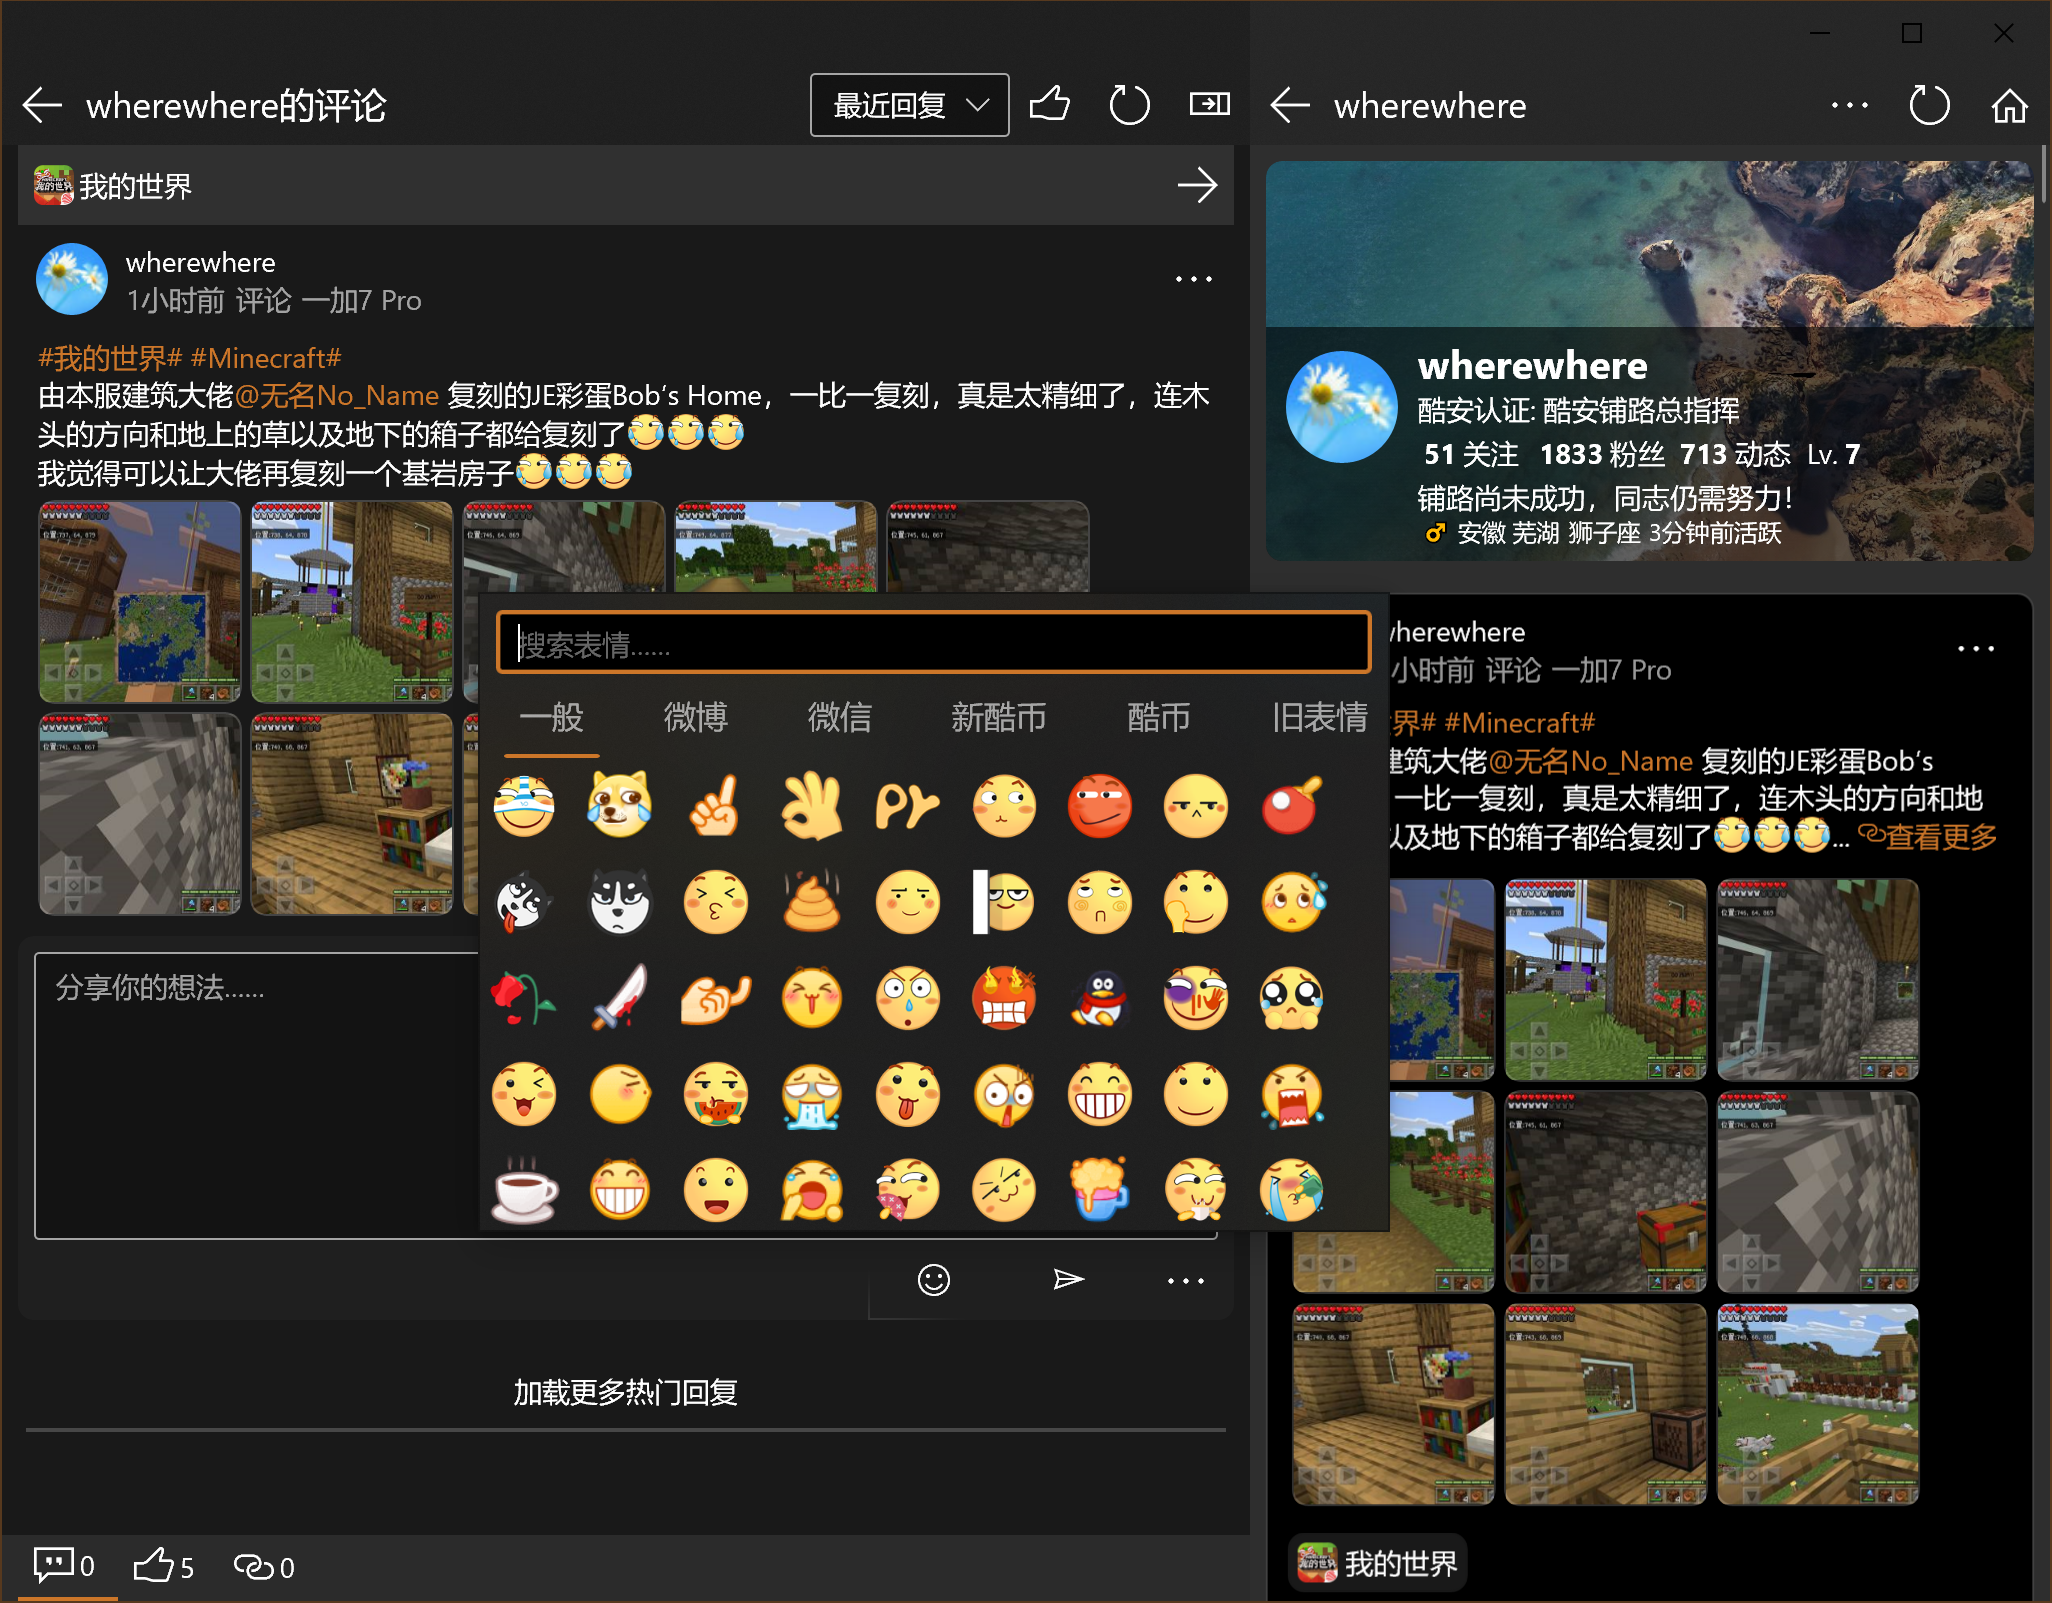 wherewhere的评论
最近回复
我的世界
wherewhere
1小时前 评论 一加7 Pro
#我的世界# #Minecraft#
由本服建筑大佬@无名No_Name 复刻的JE彩蛋Bob‘s Home，一比一复刻，真是太精细了，连木
头的方向和地上的草以及地下的箱子都给复刻了
我觉得可以让大佬再复刻一个基岩房子
搜索表情......
一般
微博
微信
新酷币
酷币
旧表情
分享你的想法......
加载更多热门回复
0
5
0
wherewhere
wherewhere
酷安认证: 酷安铺路总指挥
51 关注 1833 粉丝 713 动态 Lv. 7
铺路尚未成功，同志仍需努力！
安徽 芜湖 狮子座 3分钟前活跃
wherewhere
小时前 评论 一加7 Pro
界# #Minecraft#
建筑大佬@无名No_Name 复刻的JE彩蛋Bob‘s
一比一复刻，真是太精细了，连木头的方向和地
以及地下的箱子都给复刻了... 查看更多
我的世界